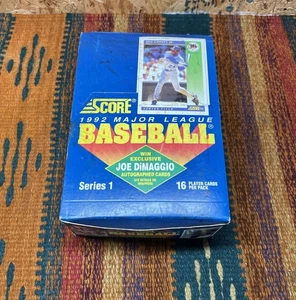 SCORE
1992 MAJOR LEAGUE
BASEBALL
WIN
EXCLUSIVE
JOE DiMAGGIO
AUTOGRAPHED CARDS
Series 1
16 PLAYER CARDS
PER PACK